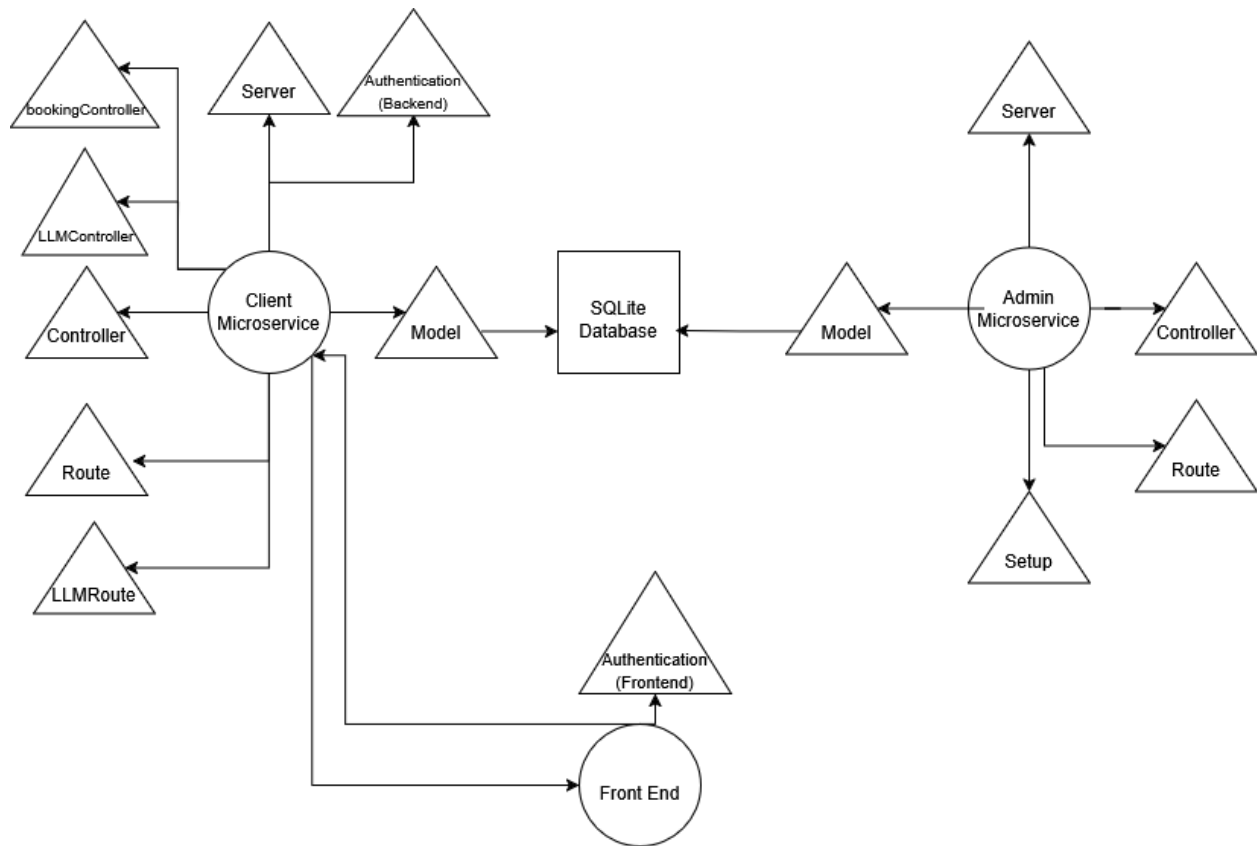 bookingController
Server
Authentication
(Backend)
Server
LLMController
Controller
Client
Microservice
Model
SQLite
Database
Model
Admin
Microservice
Controller
Route
Route
LLMRoute
Setup
Authentication
(Frontend)
Front End